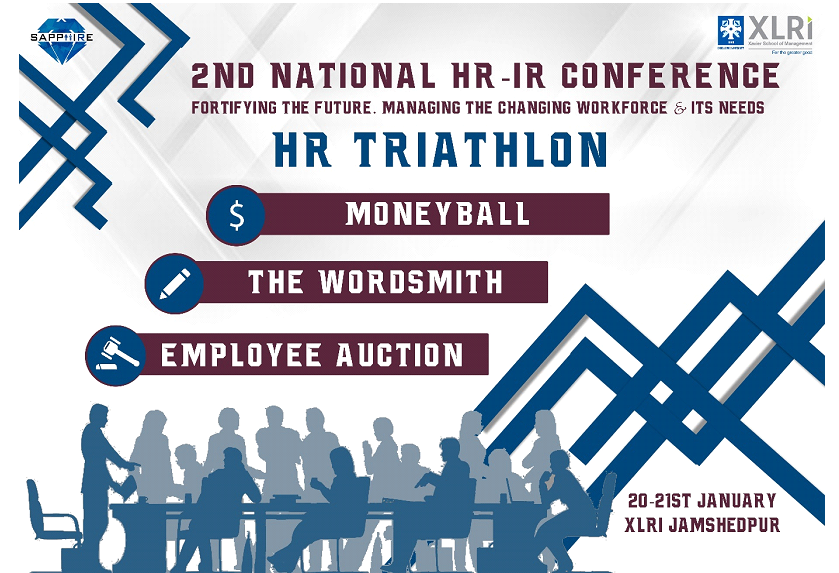 SAPPHIRE
XLRi
Xavier School of Management
For the greater good
2ND NATIONAL HR-IR CONFERENCE
FORTIFYING THE FUTURE. MANAGING THE CHANGING WORKFORCE & ITS NEEDS
HR TRIATHLON
$
MONEYBALL
THE WORDSMITH
EMPLOYEE AUCTION
20-21ST JANUARY
XLRI JAMSHEDPUR